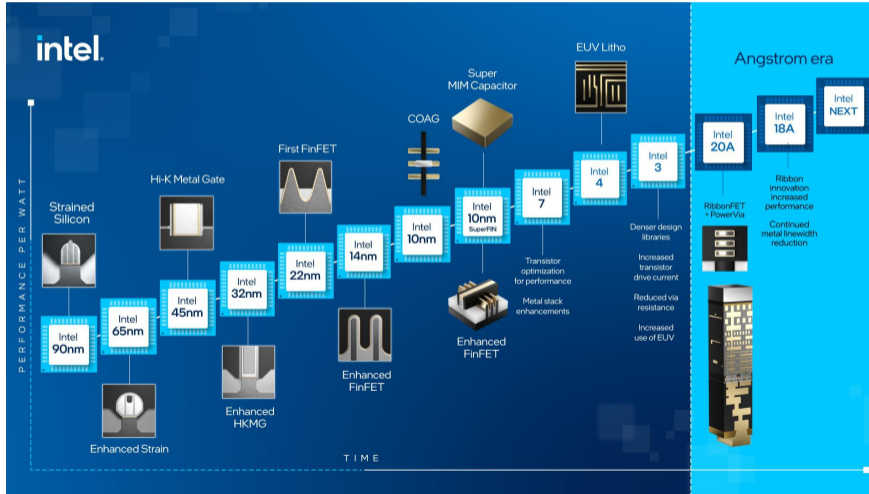 intel.
Angstrom era
PERFORMANCE PER WATT
TIME
Strained
Silicon
Intel
90nm
Intel
65nm
Enhanced Strain
Hi-K Metal Gate
Intel
45nm
Intel
32nm
Enhanced
HKMG
First FinFET
Intel
22nm
Intel
14nm
Enhanced
FinFET
COAG
Intel
10nm
Super
MIM Capacitor
Intel
10nm
SuperFIN
Enhanced
FinFET
Intel
7
Transistor
optimization
for performance
Metal stack
enhancements
EUV Litho
Intel
4
Intel
3
Denser design
libraries
Increased
transistor
drive current
Reduced via
resistance
Increased
use of EUV
Intel
20A
RibbonFET
+ PowerVia
Intel
18A
Ribbon
innovation
increased
performance
Continued
metal linewidth
reduction
Intel
NEXT